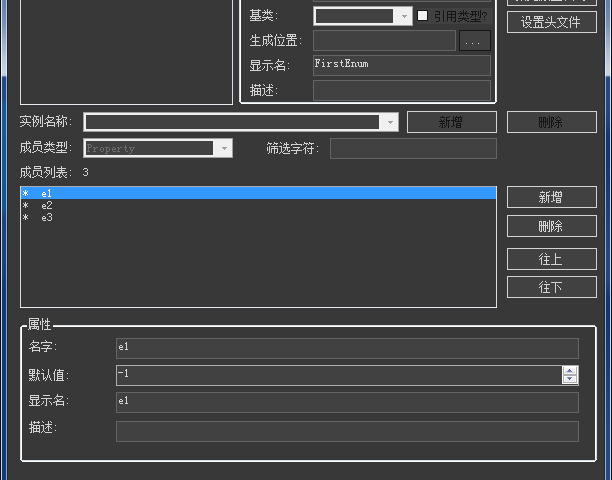 基类:
引用类型?
生成位置:
...
设置头文件
显示名: FirstEnum
描述:
实例名称:
新增
删除
成员类型: Property
筛选字符:
成员列表: 3
* e1
* e2
* e3
新增
删除
往上
往下
属性
名字: e1
默认值: -1
显示名: e1
描述: